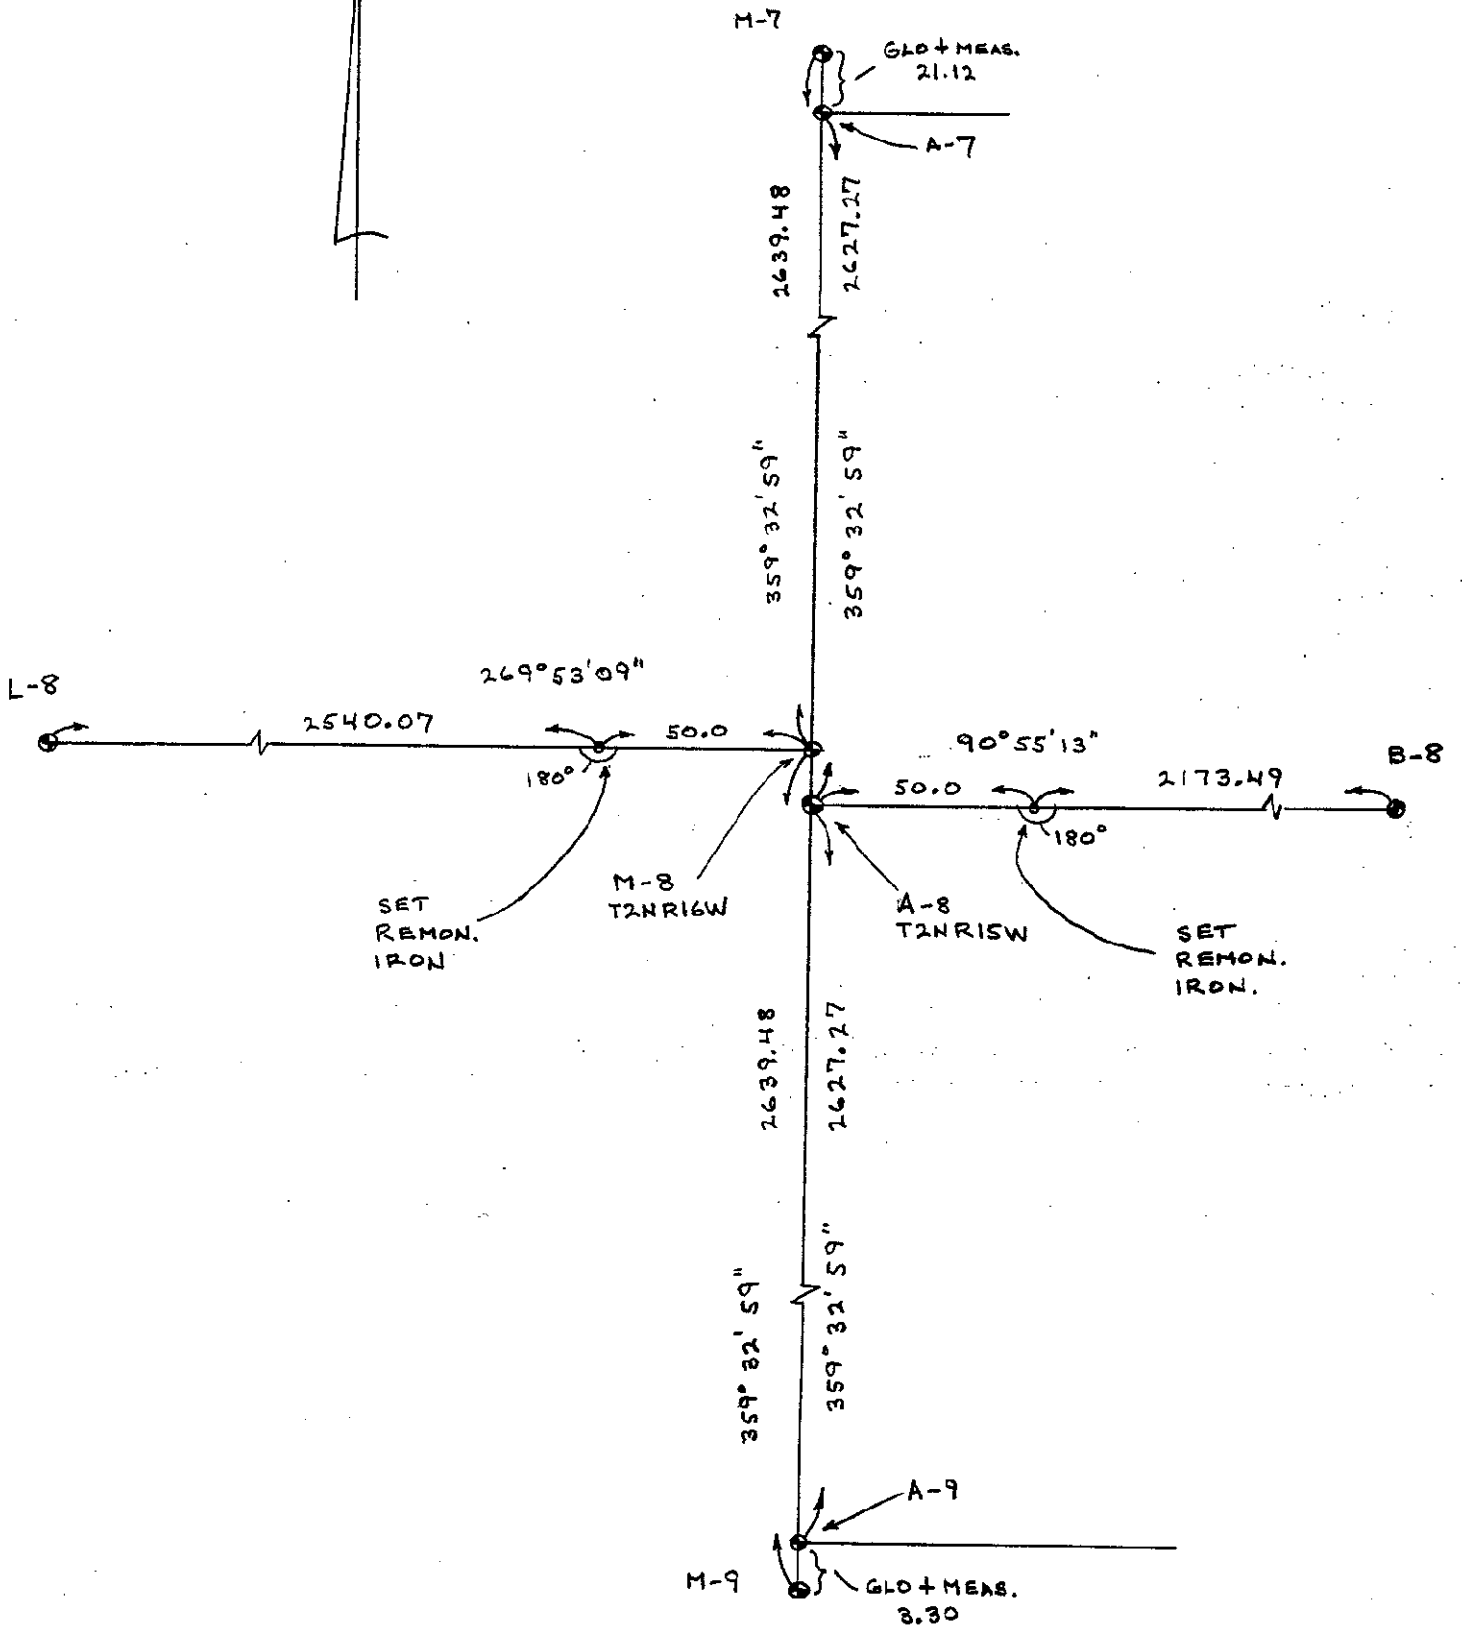 M-7
GLO + MEAS.
21.12
A-7
2639.48
2627.27
359° 32' 59"
359° 32' 59"
L-8
269°53'09"
2540.07
50.0
180°
90°55'13"
B-8
50.0
2173.49
180°
M-8
T2NR16W
A-8
T2NR15W
SET
REMON.
IRON
SET
REMON.
IRON.
2639.48
2627.27
359° 32' 59"
359° 32' 59"
A-9
M-9
GLO + MEAS.
3.30